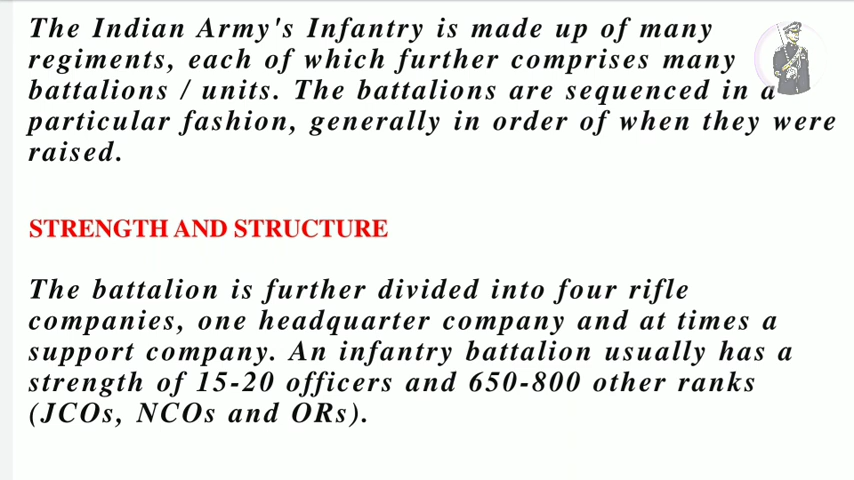 The Indian Army's Infantry is made up of many
regiments, each of which further comprises many
battalions / units. The battalions are sequenced in a
particular fashion, generally in order of when they were
raised.
STRENGTH AND STRUCTURE
The battalion is further divided into four rifle
companies, one headquarter company and at times a
support company. An infantry battalion usually has a
strength of 15-20 officers and 650-800 other ranks
(JCOs, NCOs and ORs).